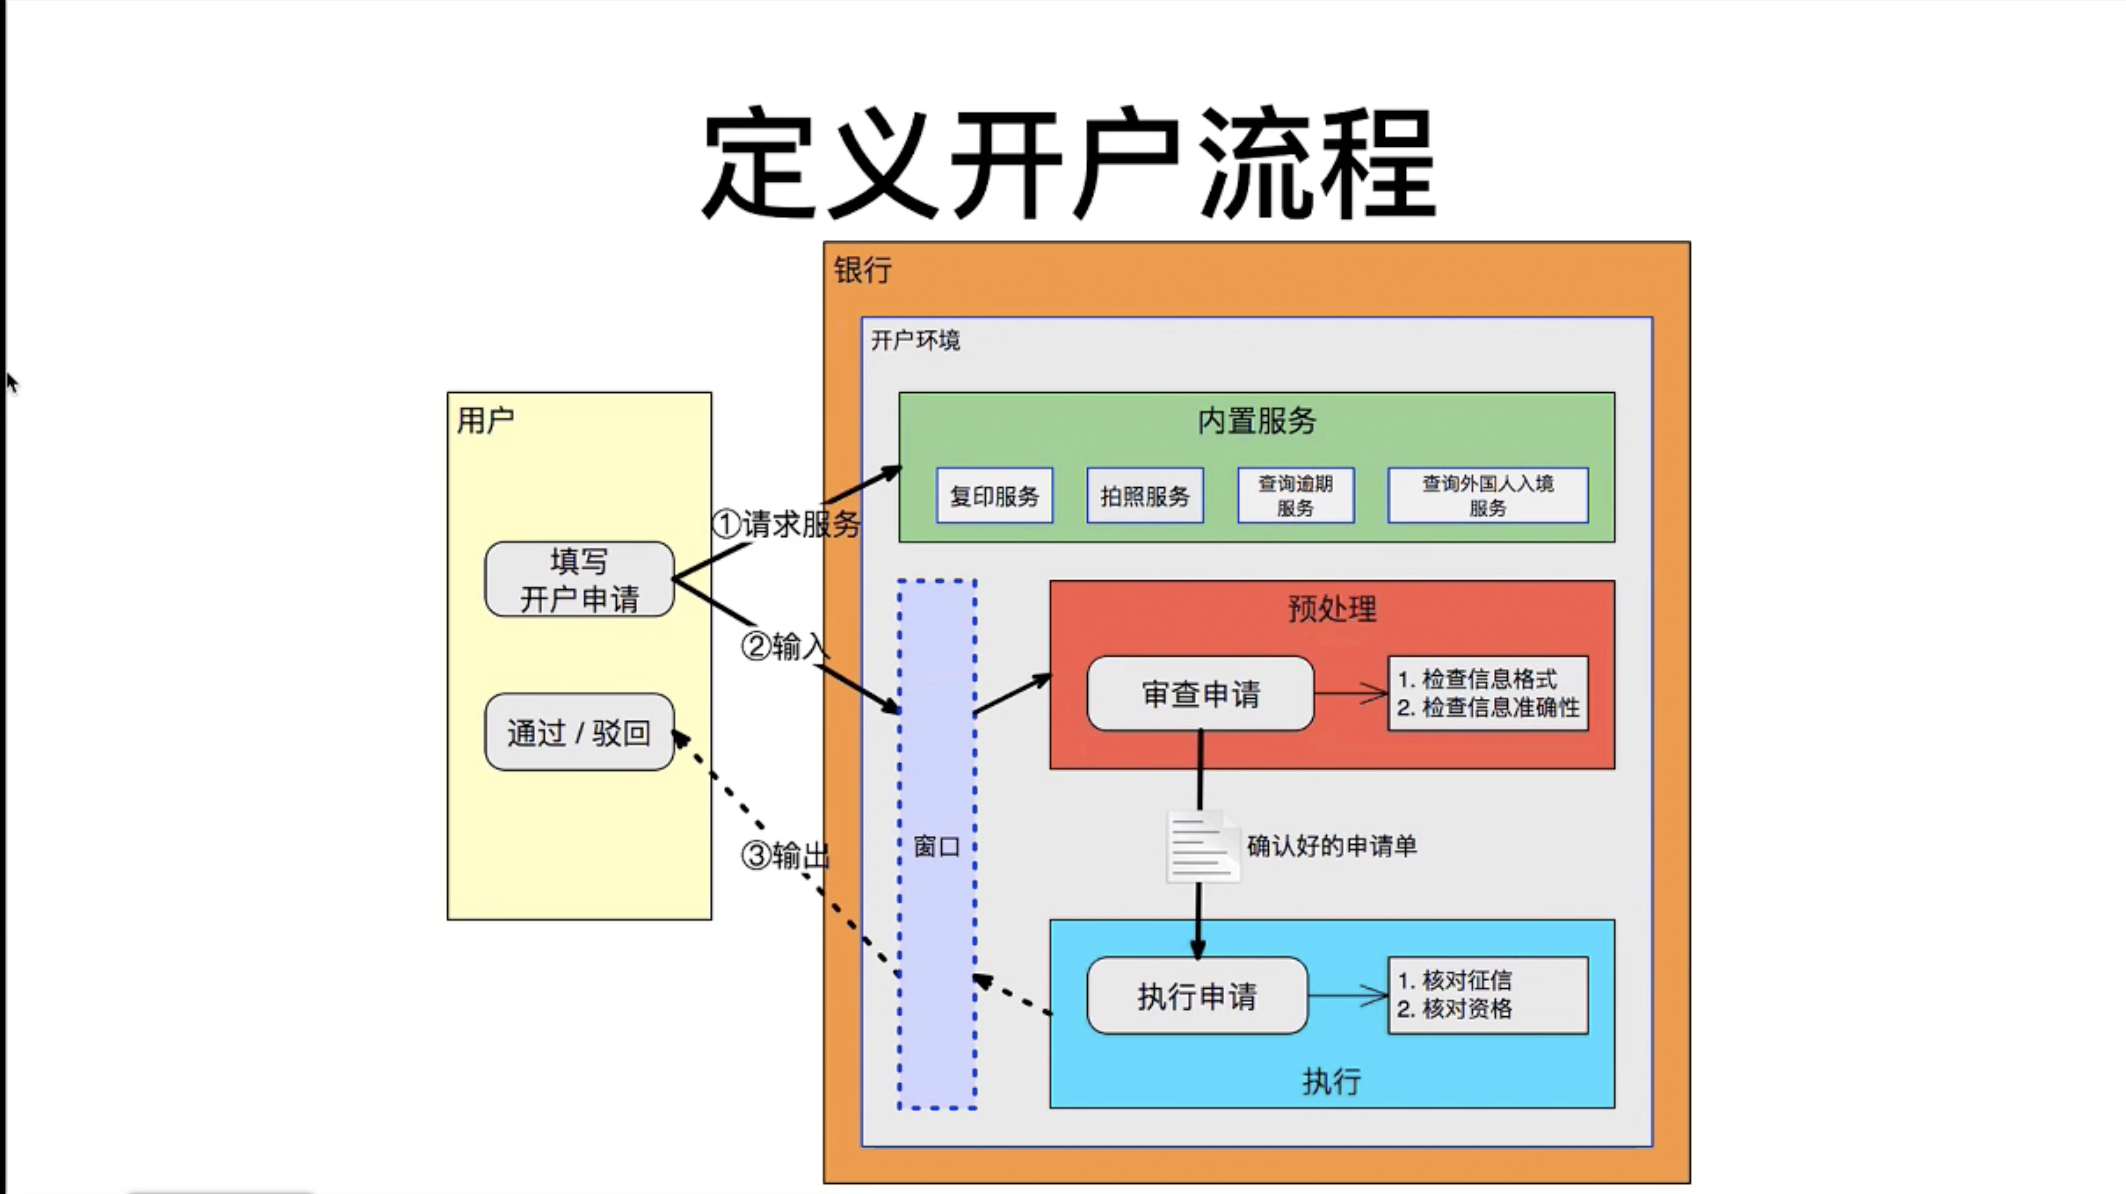 定义开户流程
银行
开户环境
用户
内置服务
复印服务
拍照服务
查询逾期
服务
查询外国人入境
服务
①请求服务
填写
开户申请
②输入
预处理
审查申请
1. 检查信息格式
2. 检查信息准确性
通过 / 驳回
③输出
窗口
确认好的申请单
执行申请
1. 核对征信
2. 核对资格
执行